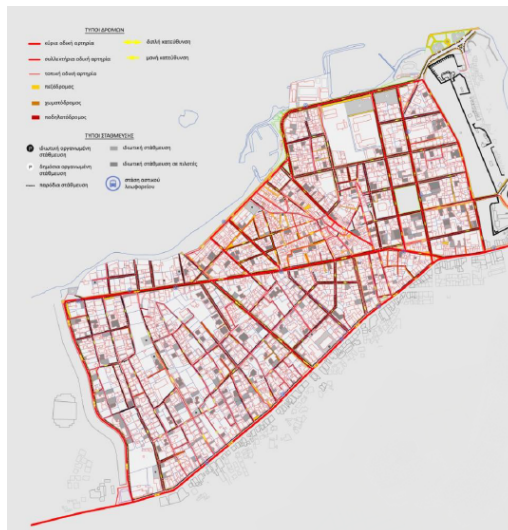 ΤΥΠΟΙ ΔΡΟΜΩΝ
κύρια οδική αρτηρία
διπλή κατεύθυνση
συλλεκτήρια οδική αρτηρία
μονή κατεύθυνση
τοπική οδική αρτηρία
πεζόδρομος
χωματόδρομος
ποδηλατόδρομος
ΤΥΠΟΙ ΣΤΑΘΜΕΥΣΗΣ
P ιδιωτική οργανωμένη
στάθμευση
ιδιωτική στάθμευση
P δημόσια οργανωμένη
στάθμευση
ιδιωτική στάθμευση σε πιλοτές
παρόδια στάθμευση
στάση αστικού
λεωφορείου